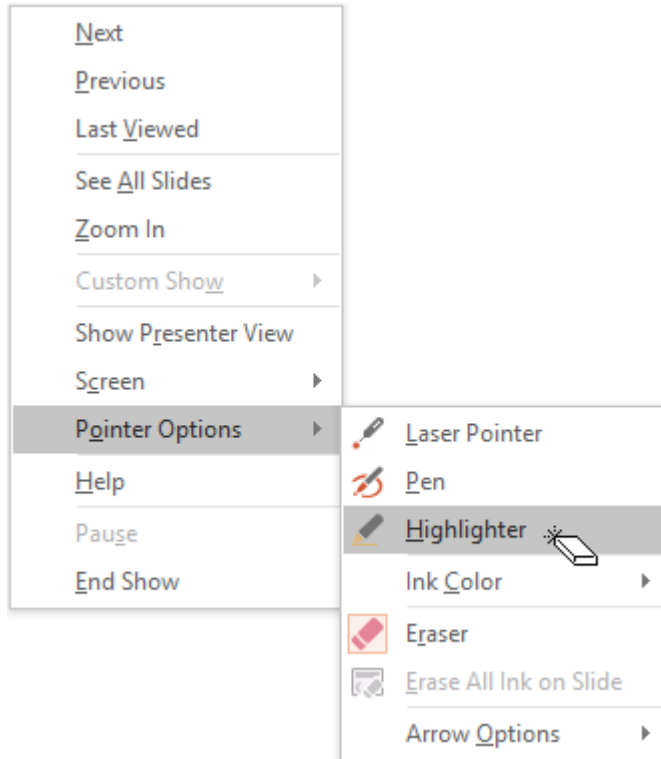 Next
Previous
Last Viewed
See All Slides
Zoom In
Custom Show
Show Presenter View
Screen
Pointer Options
Help
Pause
End Show
Laser Pointer
Pen
Highlighter
Ink Color
Eraser
Erase All Ink on Slide
Arrow Options